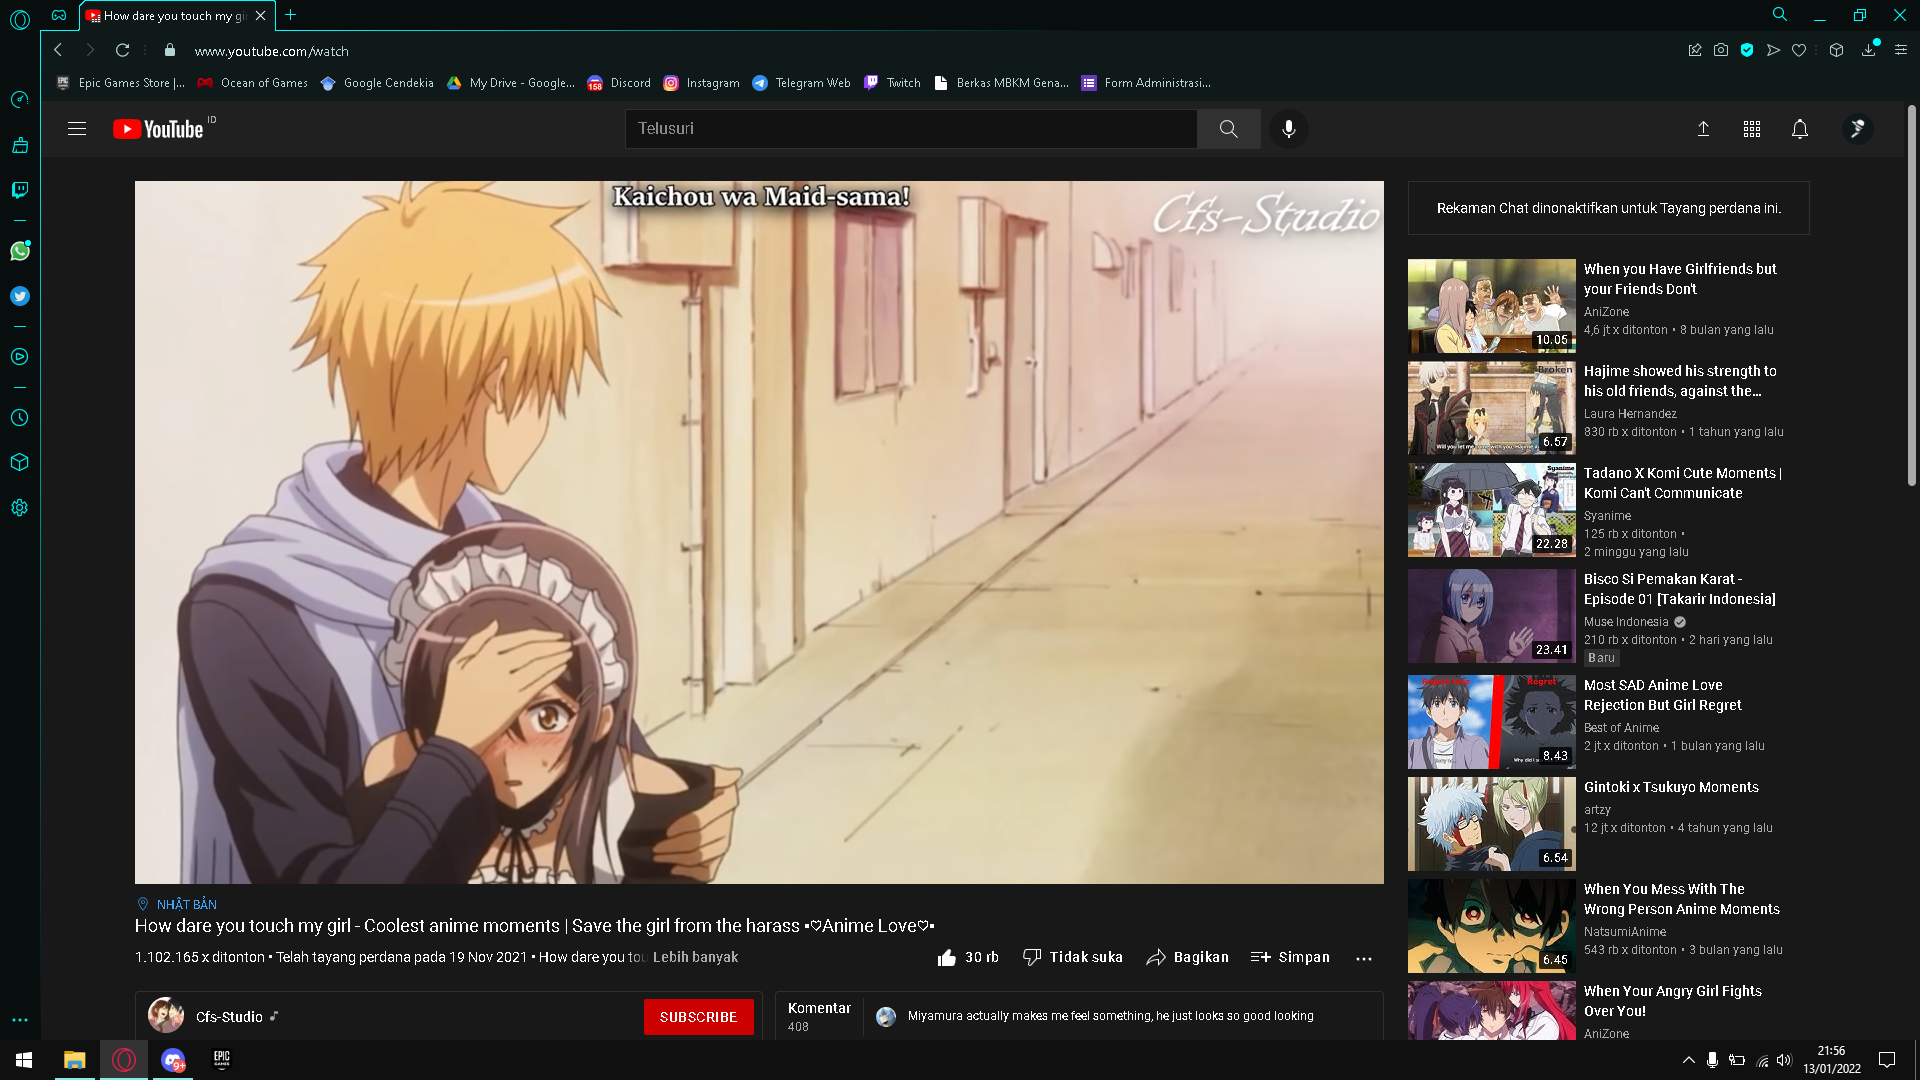 How dare you touch my gir
www.youtube.com/watch
Epic Games Store |...
Ocean of Games
Google Cendekia
My Drive - Google...
158
Discord
Instagram
Telegram Web
Twitch
Berkas MBKM Gena...
Form Administrasi...
YouTube ID
Telusuri
Kaichou wa Maid-sama!
Cfs-Studio
Rekaman Chat dinonaktifkan untuk Tayang perdana ini.
10.05
When you Have Girlfriends but
your Friends Don't
AniZone
4,6 jt x ditonton • 8 bulan yang lalu
Broken
6.57
Hajime showed his strength to
his old friends, against the...
Laura Hernandez
830 rb x ditonton • 1 tahun yang lalu
Syanime
22.28
Tadano X Komi Cute Moments |
Komi Can't Communicate
Syanime
125 rb x ditonton •
2 minggu yang lalu
23.41
Bisco Si Pemakan Karat -
Episode 01 [Takarir Indonesia]
Muse Indonesia
210 rb x ditonton • 2 hari yang lalu
Baru
Regret
8.43
Most SAD Anime Love
Rejection But Girl Regret
Best of Anime
2 jt x ditonton • 1 bulan yang lalu
6.54
Gintoki x Tsukuyo Moments
artzy
12 jt x ditonton • 4 tahun yang lalu
6.45
When You Mess With The
Wrong Person Anime Moments
NatsumiAnime
543 rb x ditonton • 3 bulan yang lalu
When Your Angry Girl Fights
Over You!
AniZone
NHẬT BẢN
How dare you touch my girl - Coolest anime moments | Save the girl from the harass •♡Anime Love♡•
1.102.165 x ditonton • Telah tayang perdana pada 19 Nov 2021 • How dare you tou Lebih banyak
30 rb
Tidak suka
Bagikan
Simpan
Cfs-Studio
SUBSCRIBE
Komentar
408
Miyamura actually makes me feel something, he just looks so good looking
9+
EPIC
GAMES
21:56
13/01/2022